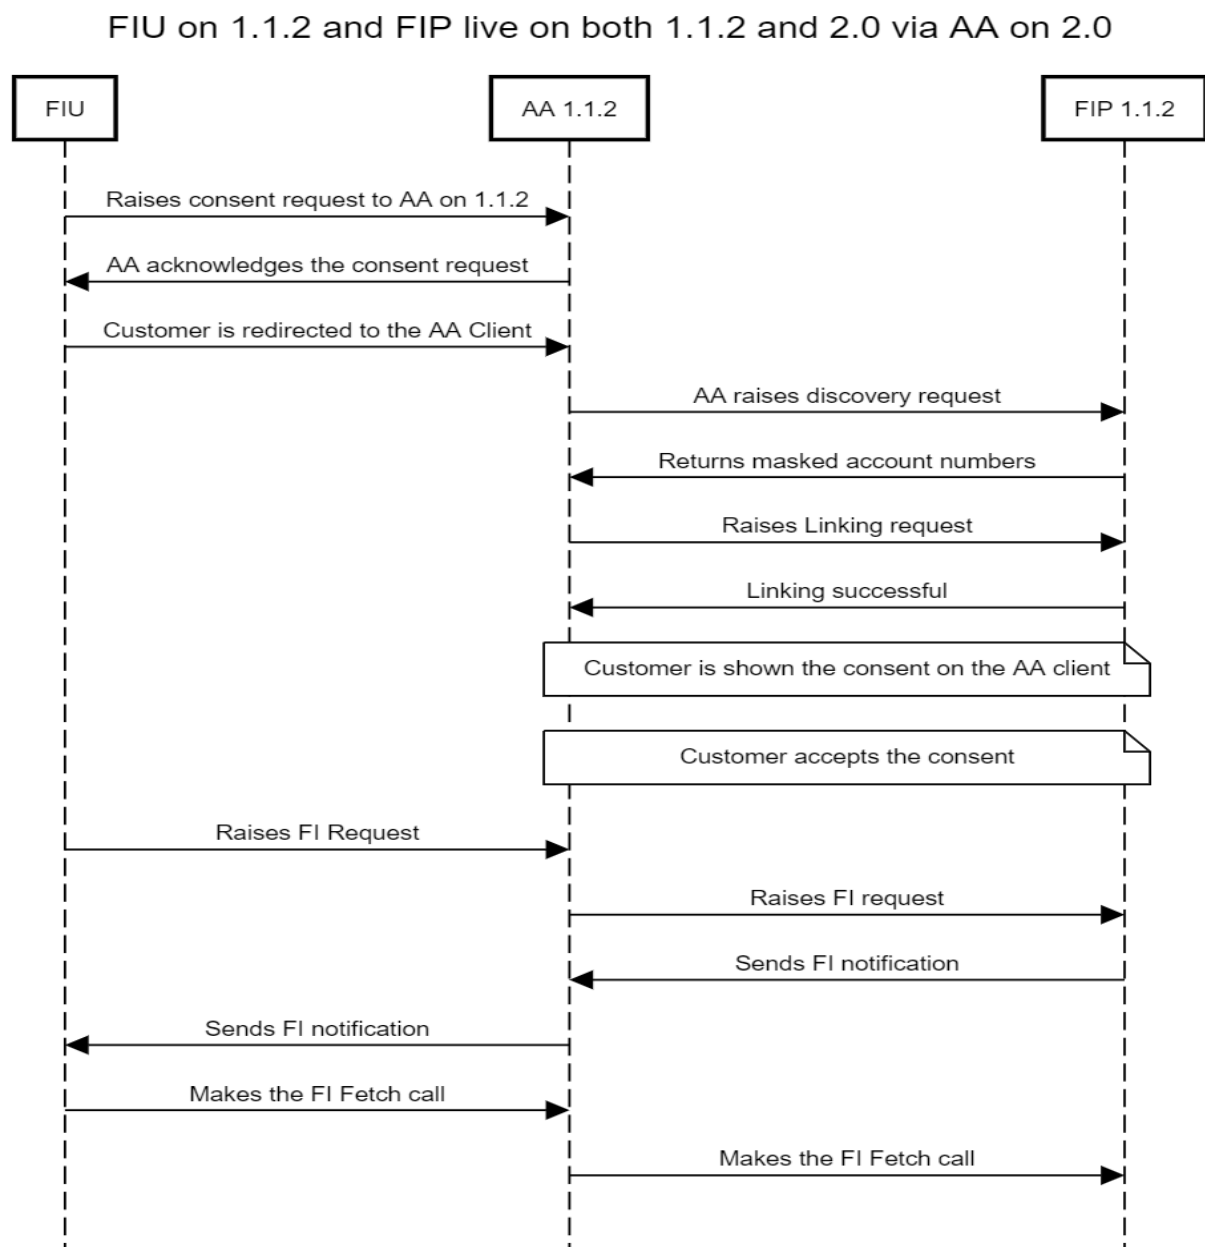 FIU on 1.1.2 and FIP live on both 1.1.2 and 2.0 via AA on 2.0
FIU
AA 1.1.2
FIP 1.1.2
Raises consent request to AA on 1.1.2
AA acknowledges the consent request
Customer is redirected to the AA Client
AA raises discovery request
Returns masked account numbers
Raises Linking request
Linking successful
Customer is shown the consent on the AA client
Customer accepts the consent
Raises FI Request
Raises FI request
Sends FI notification
Sends FI notification
Makes the FI Fetch call
Makes the FI Fetch call